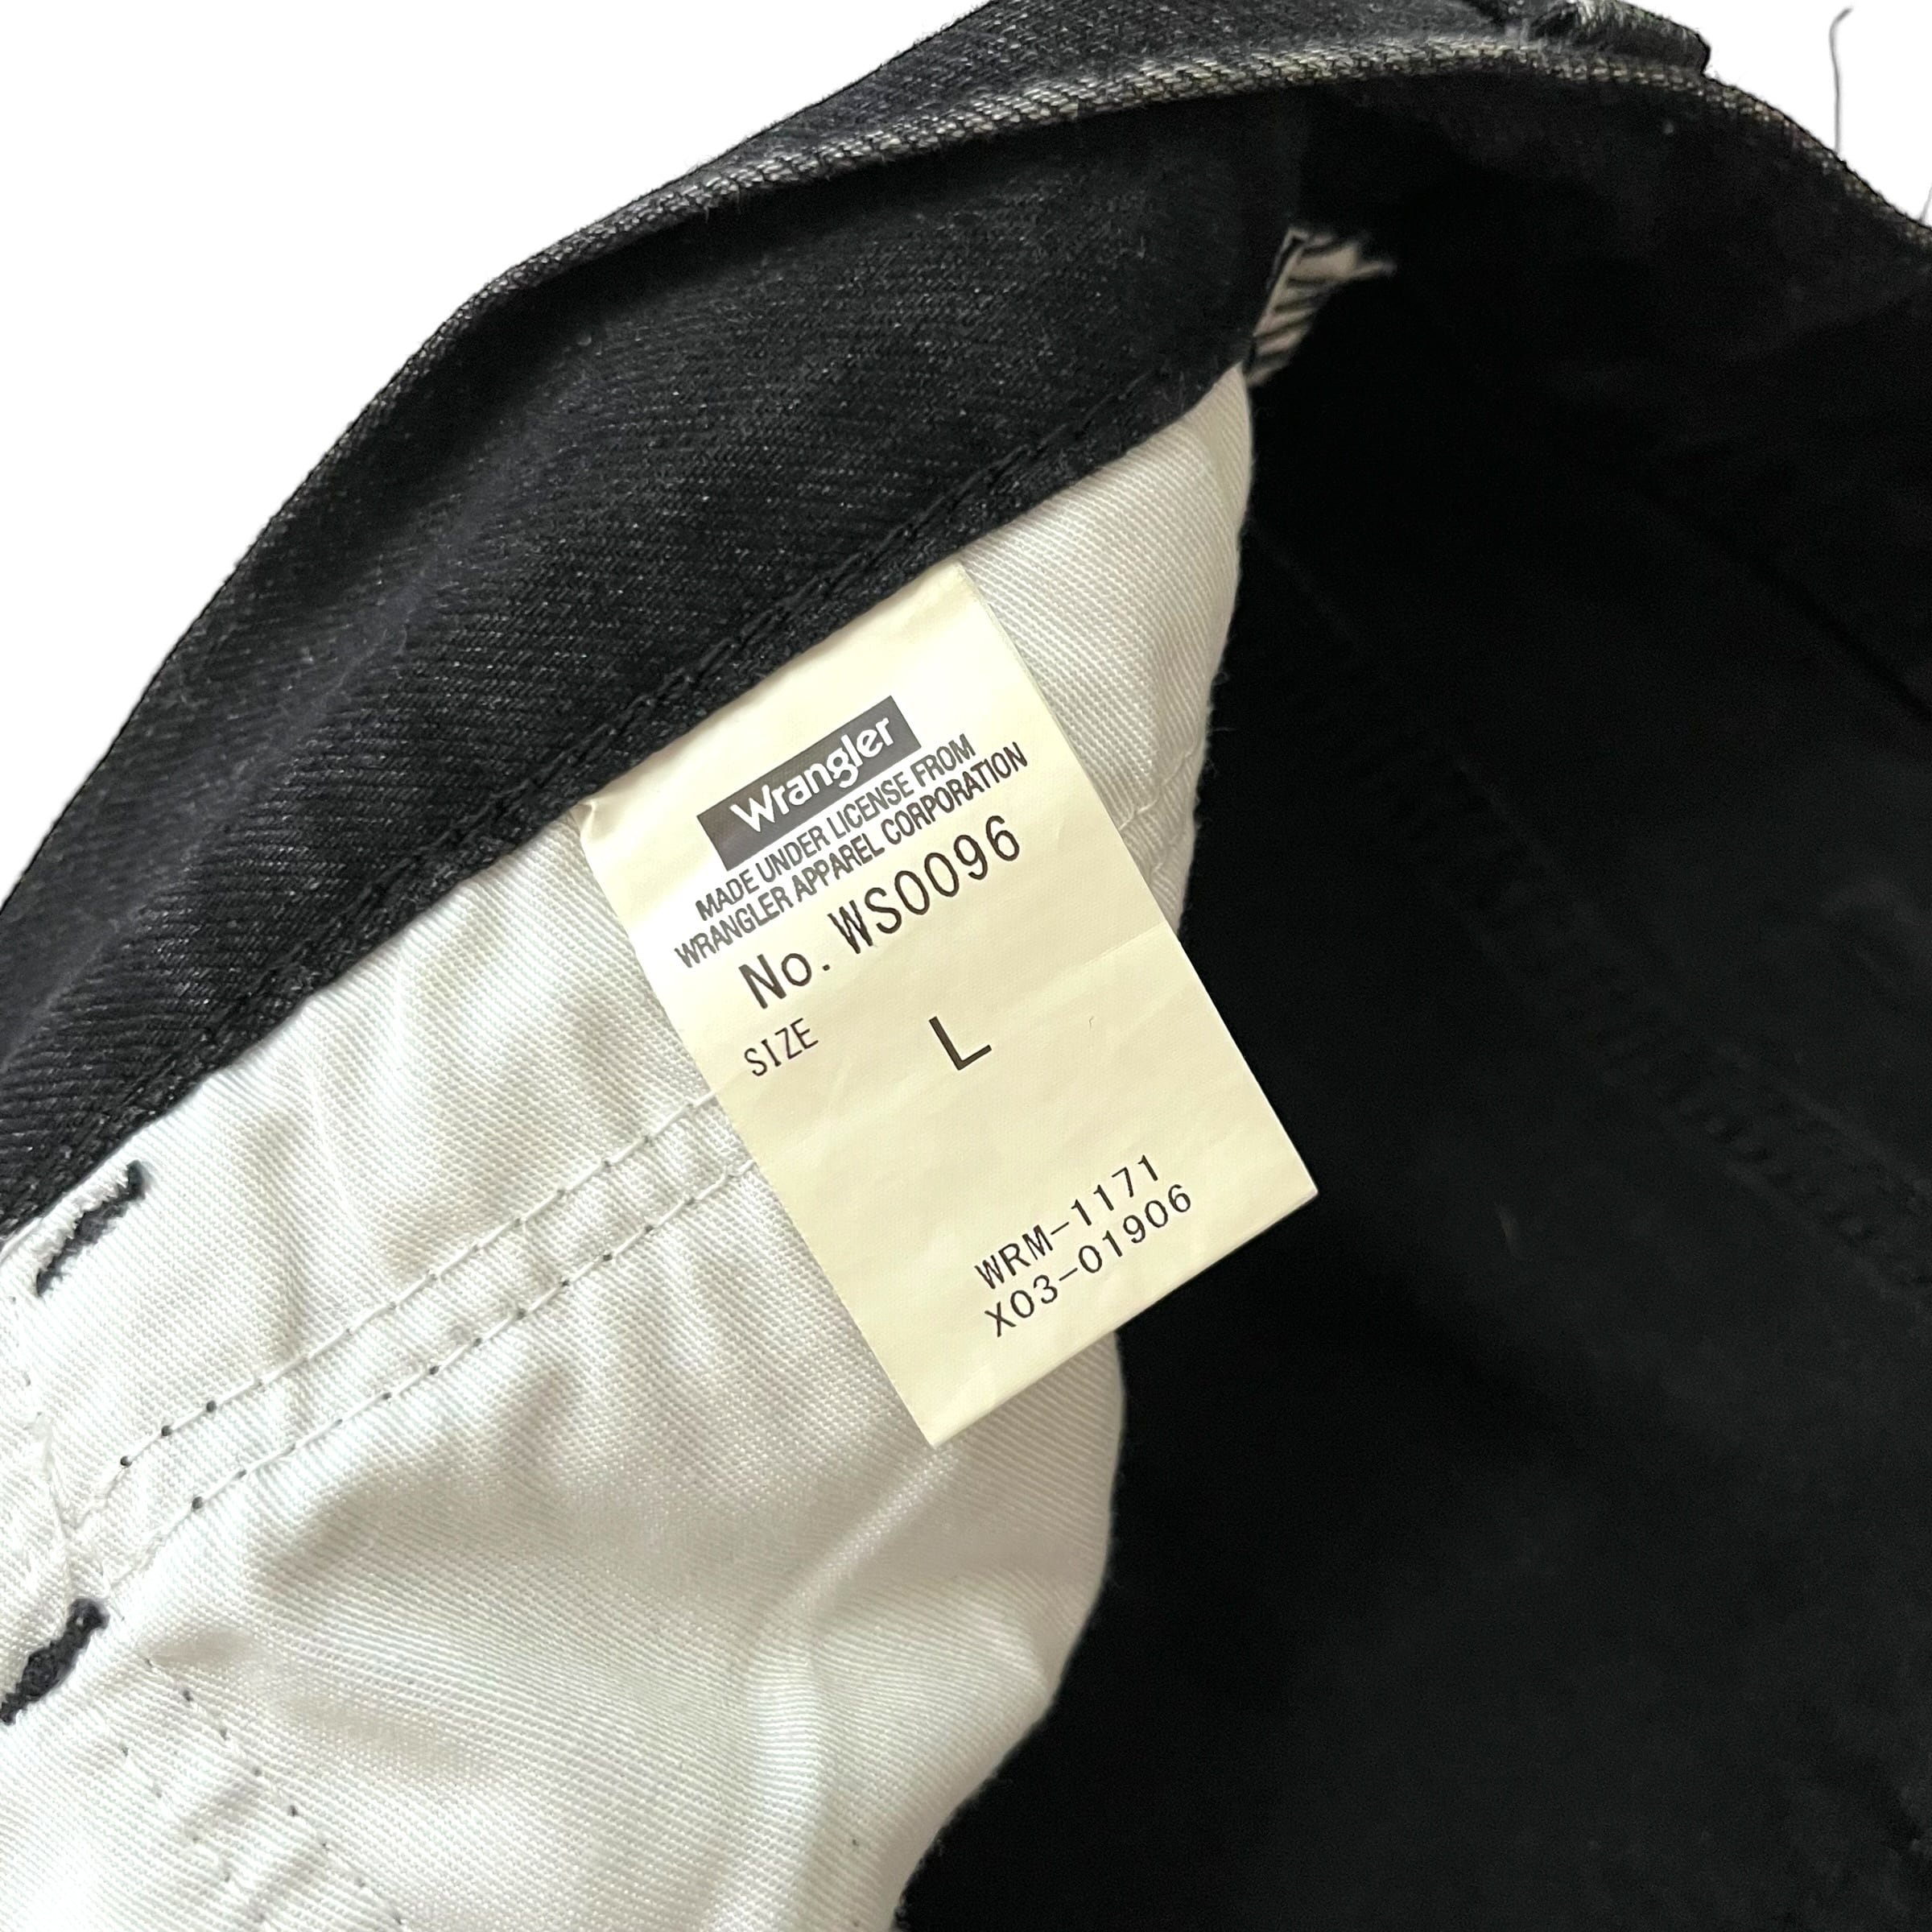 Wrangler
MADE UNDER LICENSE FROM
WRANGLER APPAREL CORPORATION
No. WS0096
SIZE L
WRM-1171
X03-01906